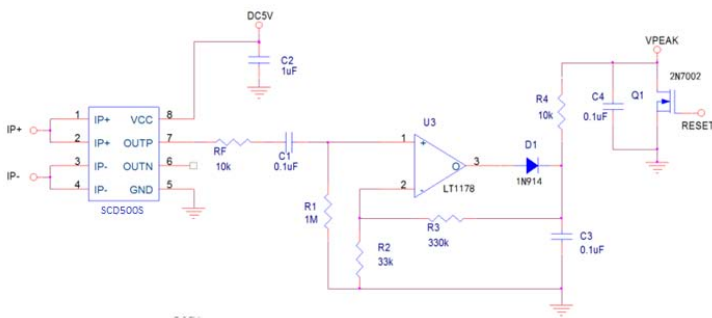 DC5V
C2
1uF
VPEAK
2N7002
Q1
RESET
C4
0.1uF
R4
10k
IP+
IP-
1 IP+ VCC 8
2 IP+ OUTP 7
3 IP- OUTN 6
4 IP- GND 5
SCD500S
RF
10k
C1
0.1uF
R1
1M
U3
1
+
2
-
3
LT1178
D1
1N914
R3
330k
R2
33k
C3
0.1uF